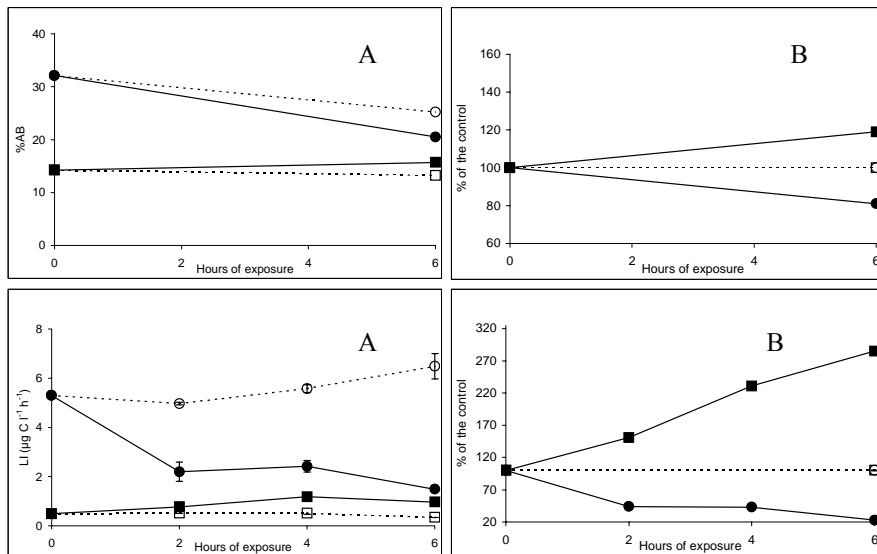 A
%AB
40
30
20
10
0
0 2 4 6
Hours of exposure
B
% of the control
160
140
120
100
80
60
0 2 4 6
Hours of exposure
A
LI (µg C l⁻¹ h⁻¹)
8
6
4
2
0
0 2 4 6
Hours of exposure
B
% of the control
320
270
220
170
120
70
20
0 2 4 6
Hours of exposure